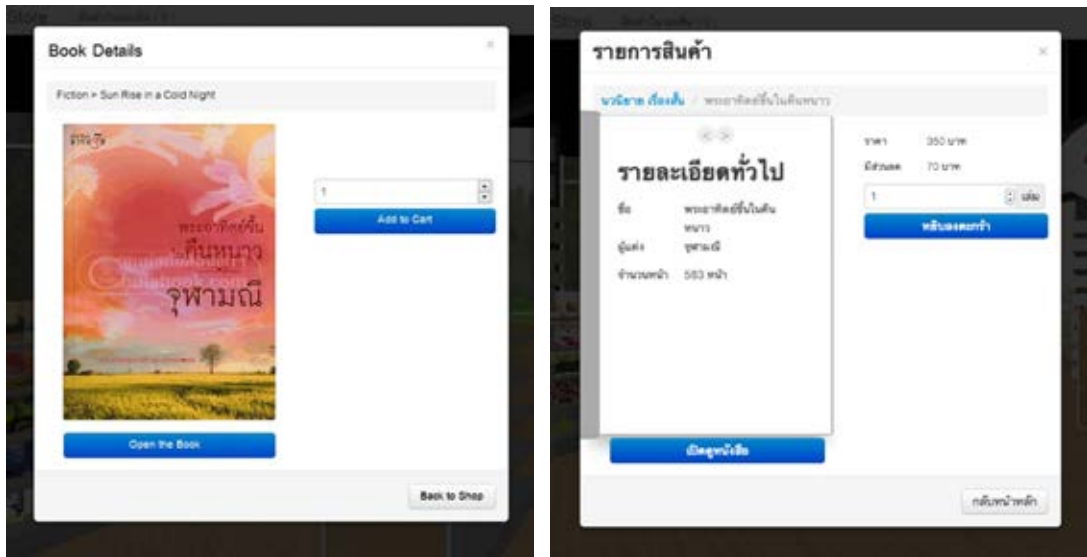 Store
Book Details
×
Fiction > Sun Rise in a Cold Night
พระอาทิตย์ขึ้น
ใน คืนหนาว
จุฬามณี
1
Add to Cart
Open the Book
Back to Shop
Store
รายการสินค้า
×
นวนิยาย เรื่องสั้น / พระอาทิตย์ขึ้นในคืนหนาว
< >
รายละเอียดทั่วไป
ชื่อ พระอาทิตย์ขึ้นในคืน
หนาว
ผู้แต่ง จุฬามณี
จำนวนหน้า 583 หน้า
ราคา 350 บาท
มีส่วนลด 70 บาท
1 เล่ม
หยิบลงตะกร้า
เปิดดูหนังสือ
กลับหน้าหลัก